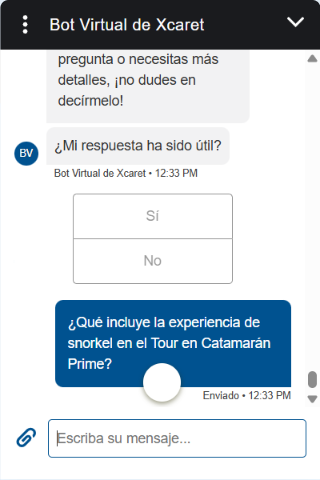 Bot Virtual de Xcaret
pregunta o necesitas más
detalles, ¡no dudes en
decírmelo!
¿Mi respuesta ha sido útil?
BV
Bot Virtual de Xcaret • 12:33 PM
Sí
No
¿Qué incluye la experiencia de
snorkel en el Tour en Catamarán
Prime?
Enviado • 12:33 PM
Escriba su mensaje...